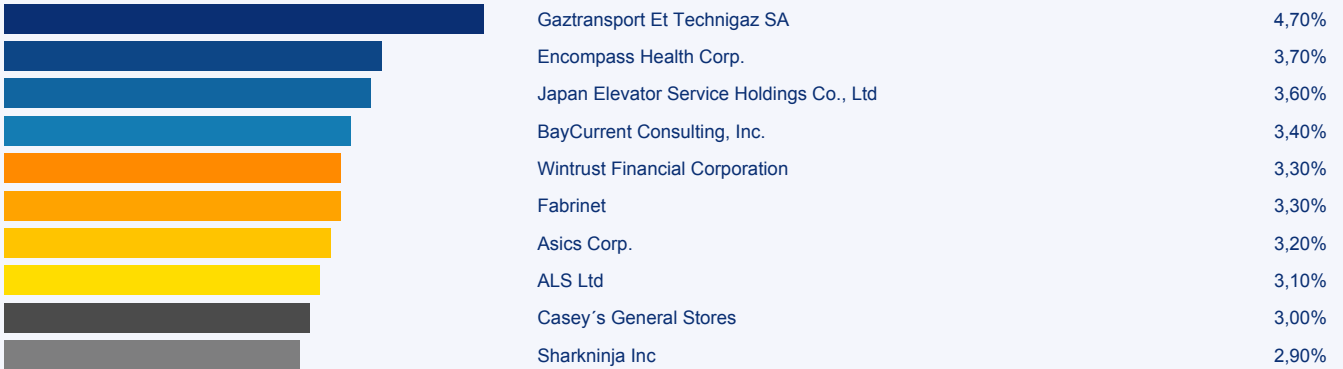 Gaztransport Et Technigaz SA 4,70%
Encompass Health Corp. 3,70%
Japan Elevator Service Holdings Co., Ltd 3,60%
BayCurrent Consulting, Inc. 3,40%
Wintrust Financial Corporation 3,30%
Fabrinet 3,30%
Asics Corp. 3,20%
ALS Ltd 3,10%
Casey´s General Stores 3,00%
Sharkninja Inc 2,90%